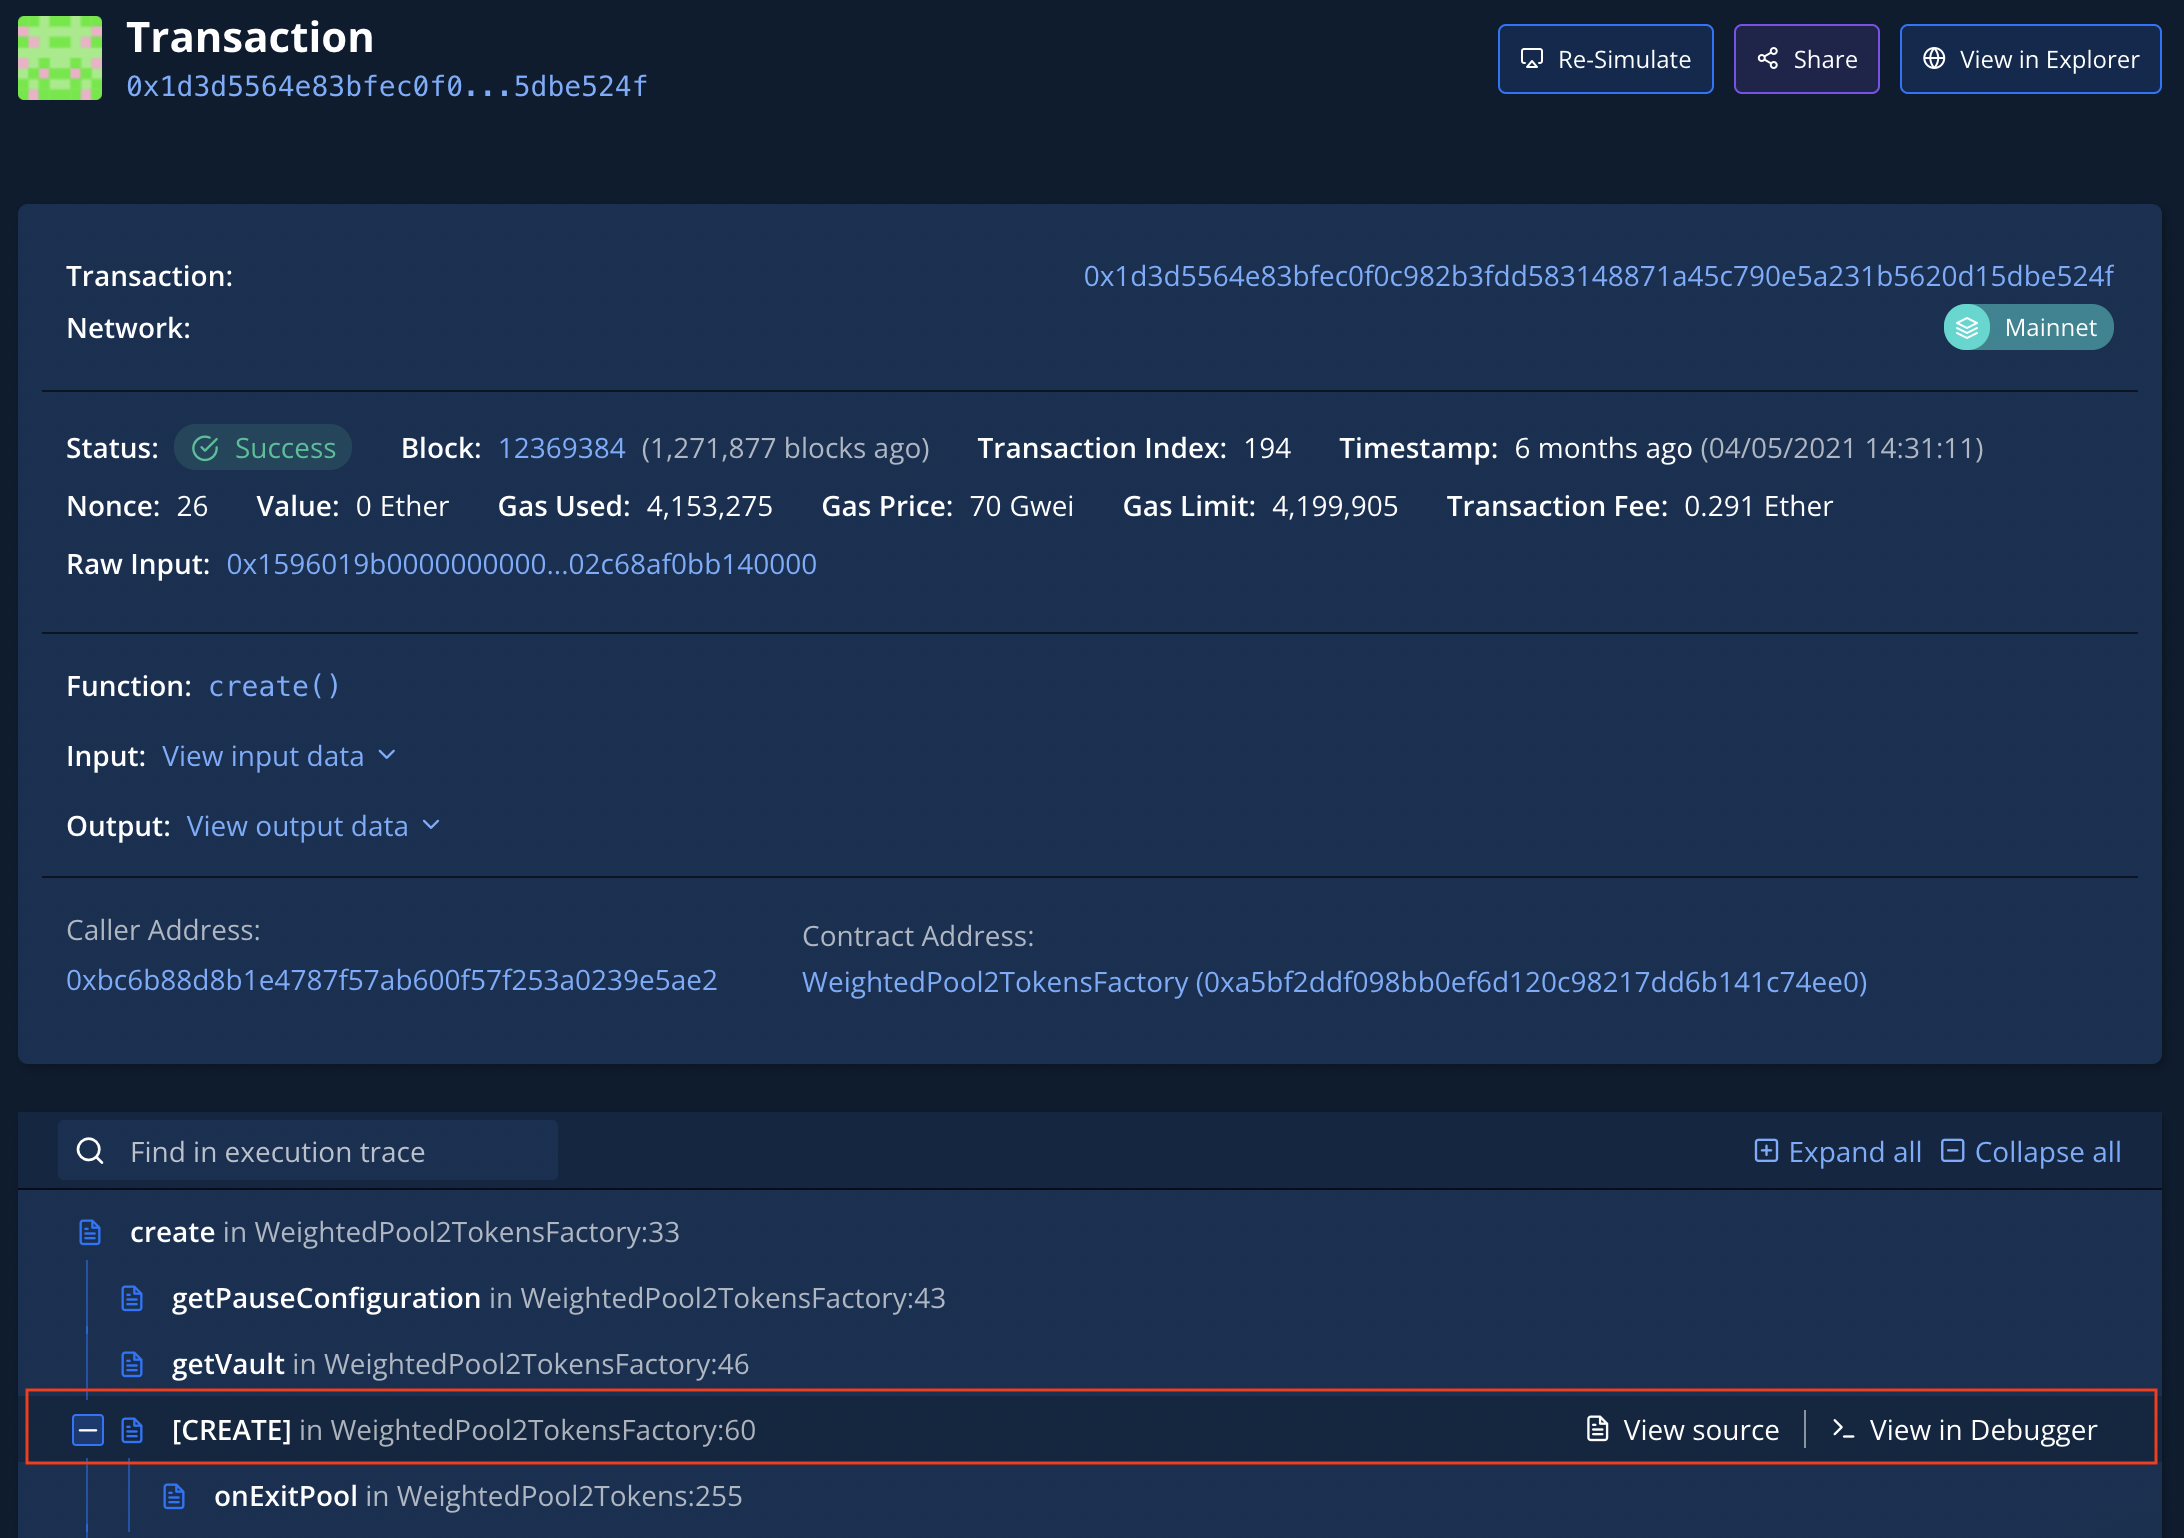 Transaction
0x1d3d5564e83bfec0f0...5dbe524f
Re-Simulate
Share
View in Explorer
Transaction: 0x1d3d5564e83bfec0f0c982b3fdd583148871a45c790e5a231b5620d15dbe524f
Network: Mainnet
Status: Success Block: 12369384 (1,271,877 blocks ago) Transaction Index: 194 Timestamp: 6 months ago (04/05/2021 14:31:11)
Nonce: 26 Value: 0 Ether Gas Used: 4,153,275 Gas Price: 70 Gwei Gas Limit: 4,199,905 Transaction Fee: 0.291 Ether
Raw Input: 0x1596019b0000000000...02c68af0bb140000
Function: create()
Input: View input data
Output: View output data
Caller Address:
0xbc6b88d8b1e4787f57ab600f57f253a0239e5ae2
Contract Address:
WeightedPool2TokensFactory (0xa5bf2ddf098bb0ef6d120c98217dd6b141c74ee0)
Find in execution trace
Expand all
Collapse all
create in WeightedPool2TokensFactory:33
getPauseConfiguration in WeightedPool2TokensFactory:43
getVault in WeightedPool2TokensFactory:46
[CREATE] in WeightedPool2TokensFactory:60
View source
View in Debugger
onExitPool in WeightedPool2Tokens:255